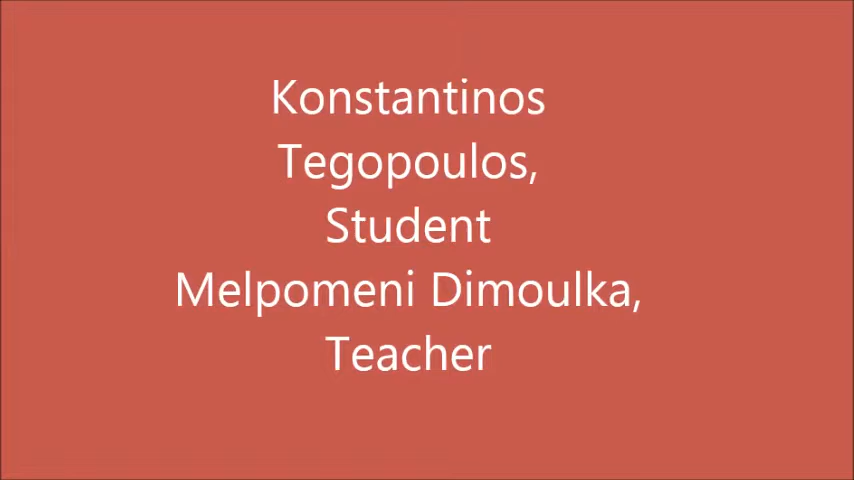 Konstantinos
Tegopoulos,
Student
Melpomeni Dimoulka,
Teacher